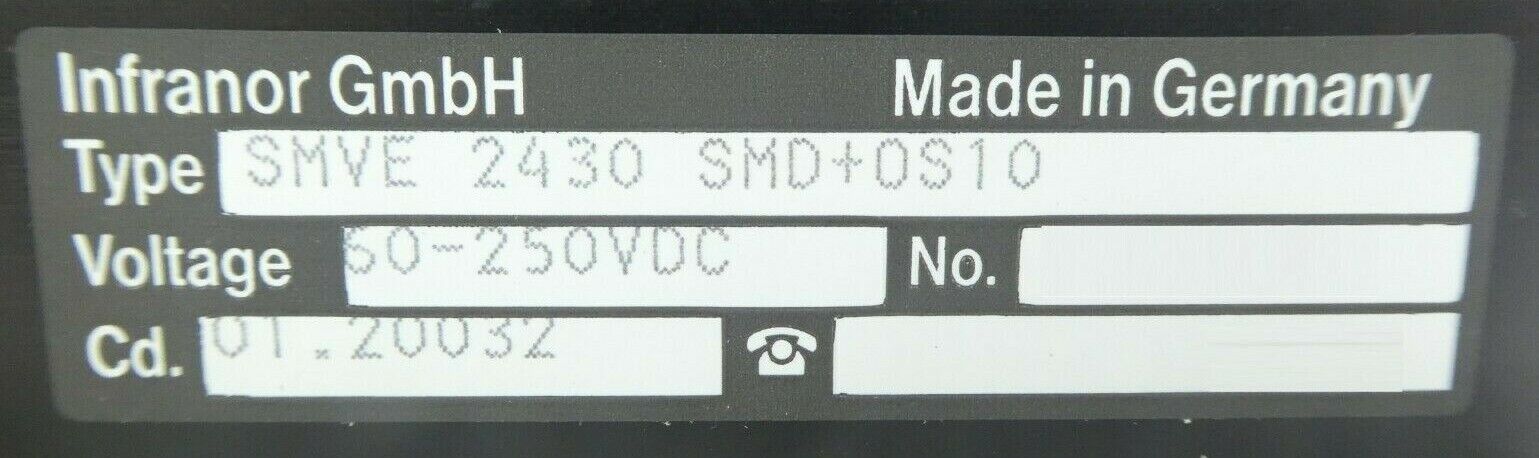 Infranor GmbH Made in Germany
Type SMVE 2430 SMD+OS10
Voltage 60-250VDC No.
Cd. 01.20032